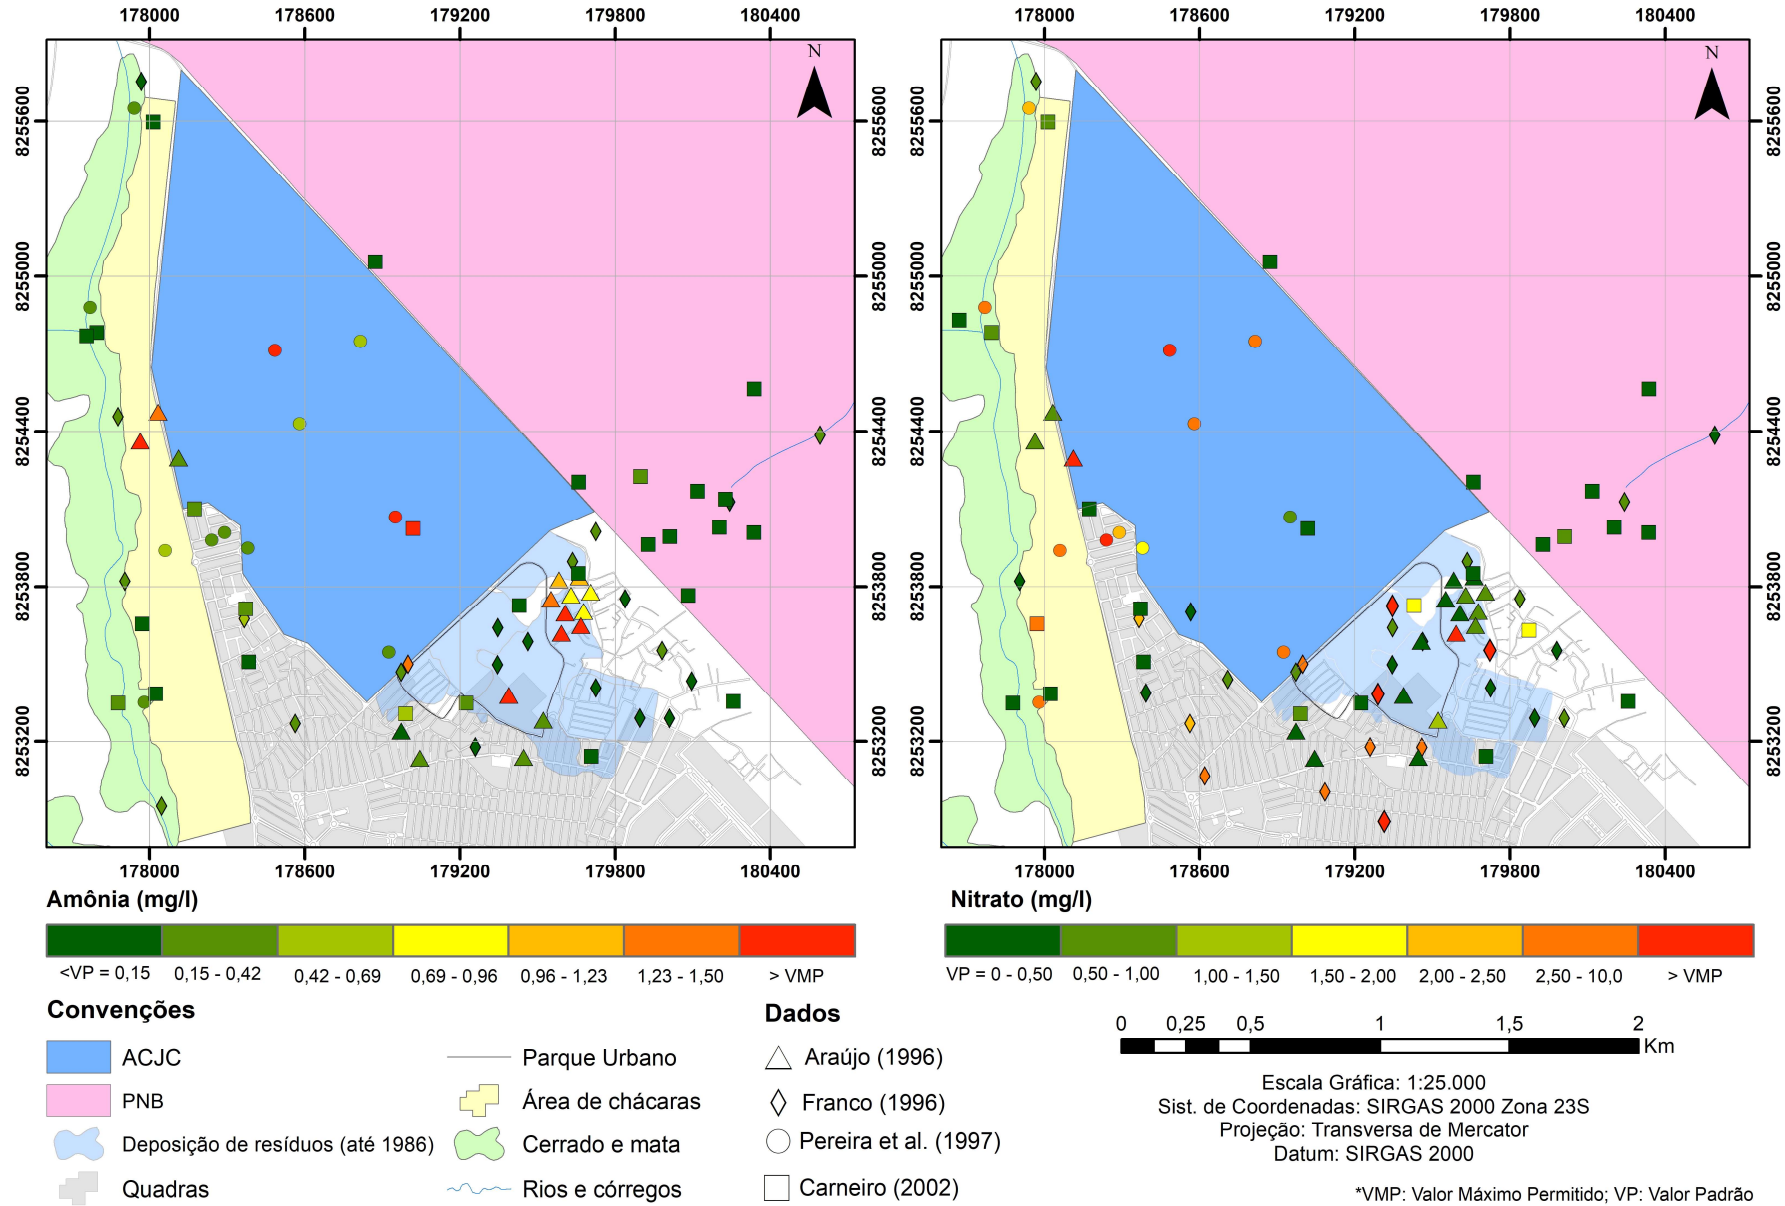 178000 178600 179200 179800 180400
178000 178600 179200 179800 180400
N
N
8255600 8255600 8255600 8255600
8255000 8255000 8255000 8255000
8254400 8254400 8254400 8254400
8253800 8253800 8253800 8253800
8253200 8253200 8253200 8253200
178000 178600 179200 179800 180400
178000 178600 179200 179800 180400
Amônia (mg/l)
<VP = 0,15 0,15 - 0,42 0,42 - 0,69 0,69 - 0,96 0,96 - 1,23 1,23 - 1,50 > VMP
Nitrato (mg/l)
VP = 0 - 0,50 0,50 - 1,00 1,00 - 1,50 1,50 - 2,00 2,00 - 2,50 2,50 - 10,0 > VMP
Convenções
ACJC
PNB
Deposição de resíduos (até 1986)
Quadras
Parque Urbano
Área de chácaras
Cerrado e mata
Rios e córregos
Dados
Araújo (1996)
Franco (1996)
Pereira et al. (1997)
Carneiro (2002)
0 0,25 0,5 1 1,5 2
Km
Escala Gráfica: 1:25.000
Sist. de Coordenadas: SIRGAS 2000 Zona 23S
Projeção: Transversa de Mercator
Datum: SIRGAS 2000
*VMP: Valor Máximo Permitido; VP: Valor Padrão